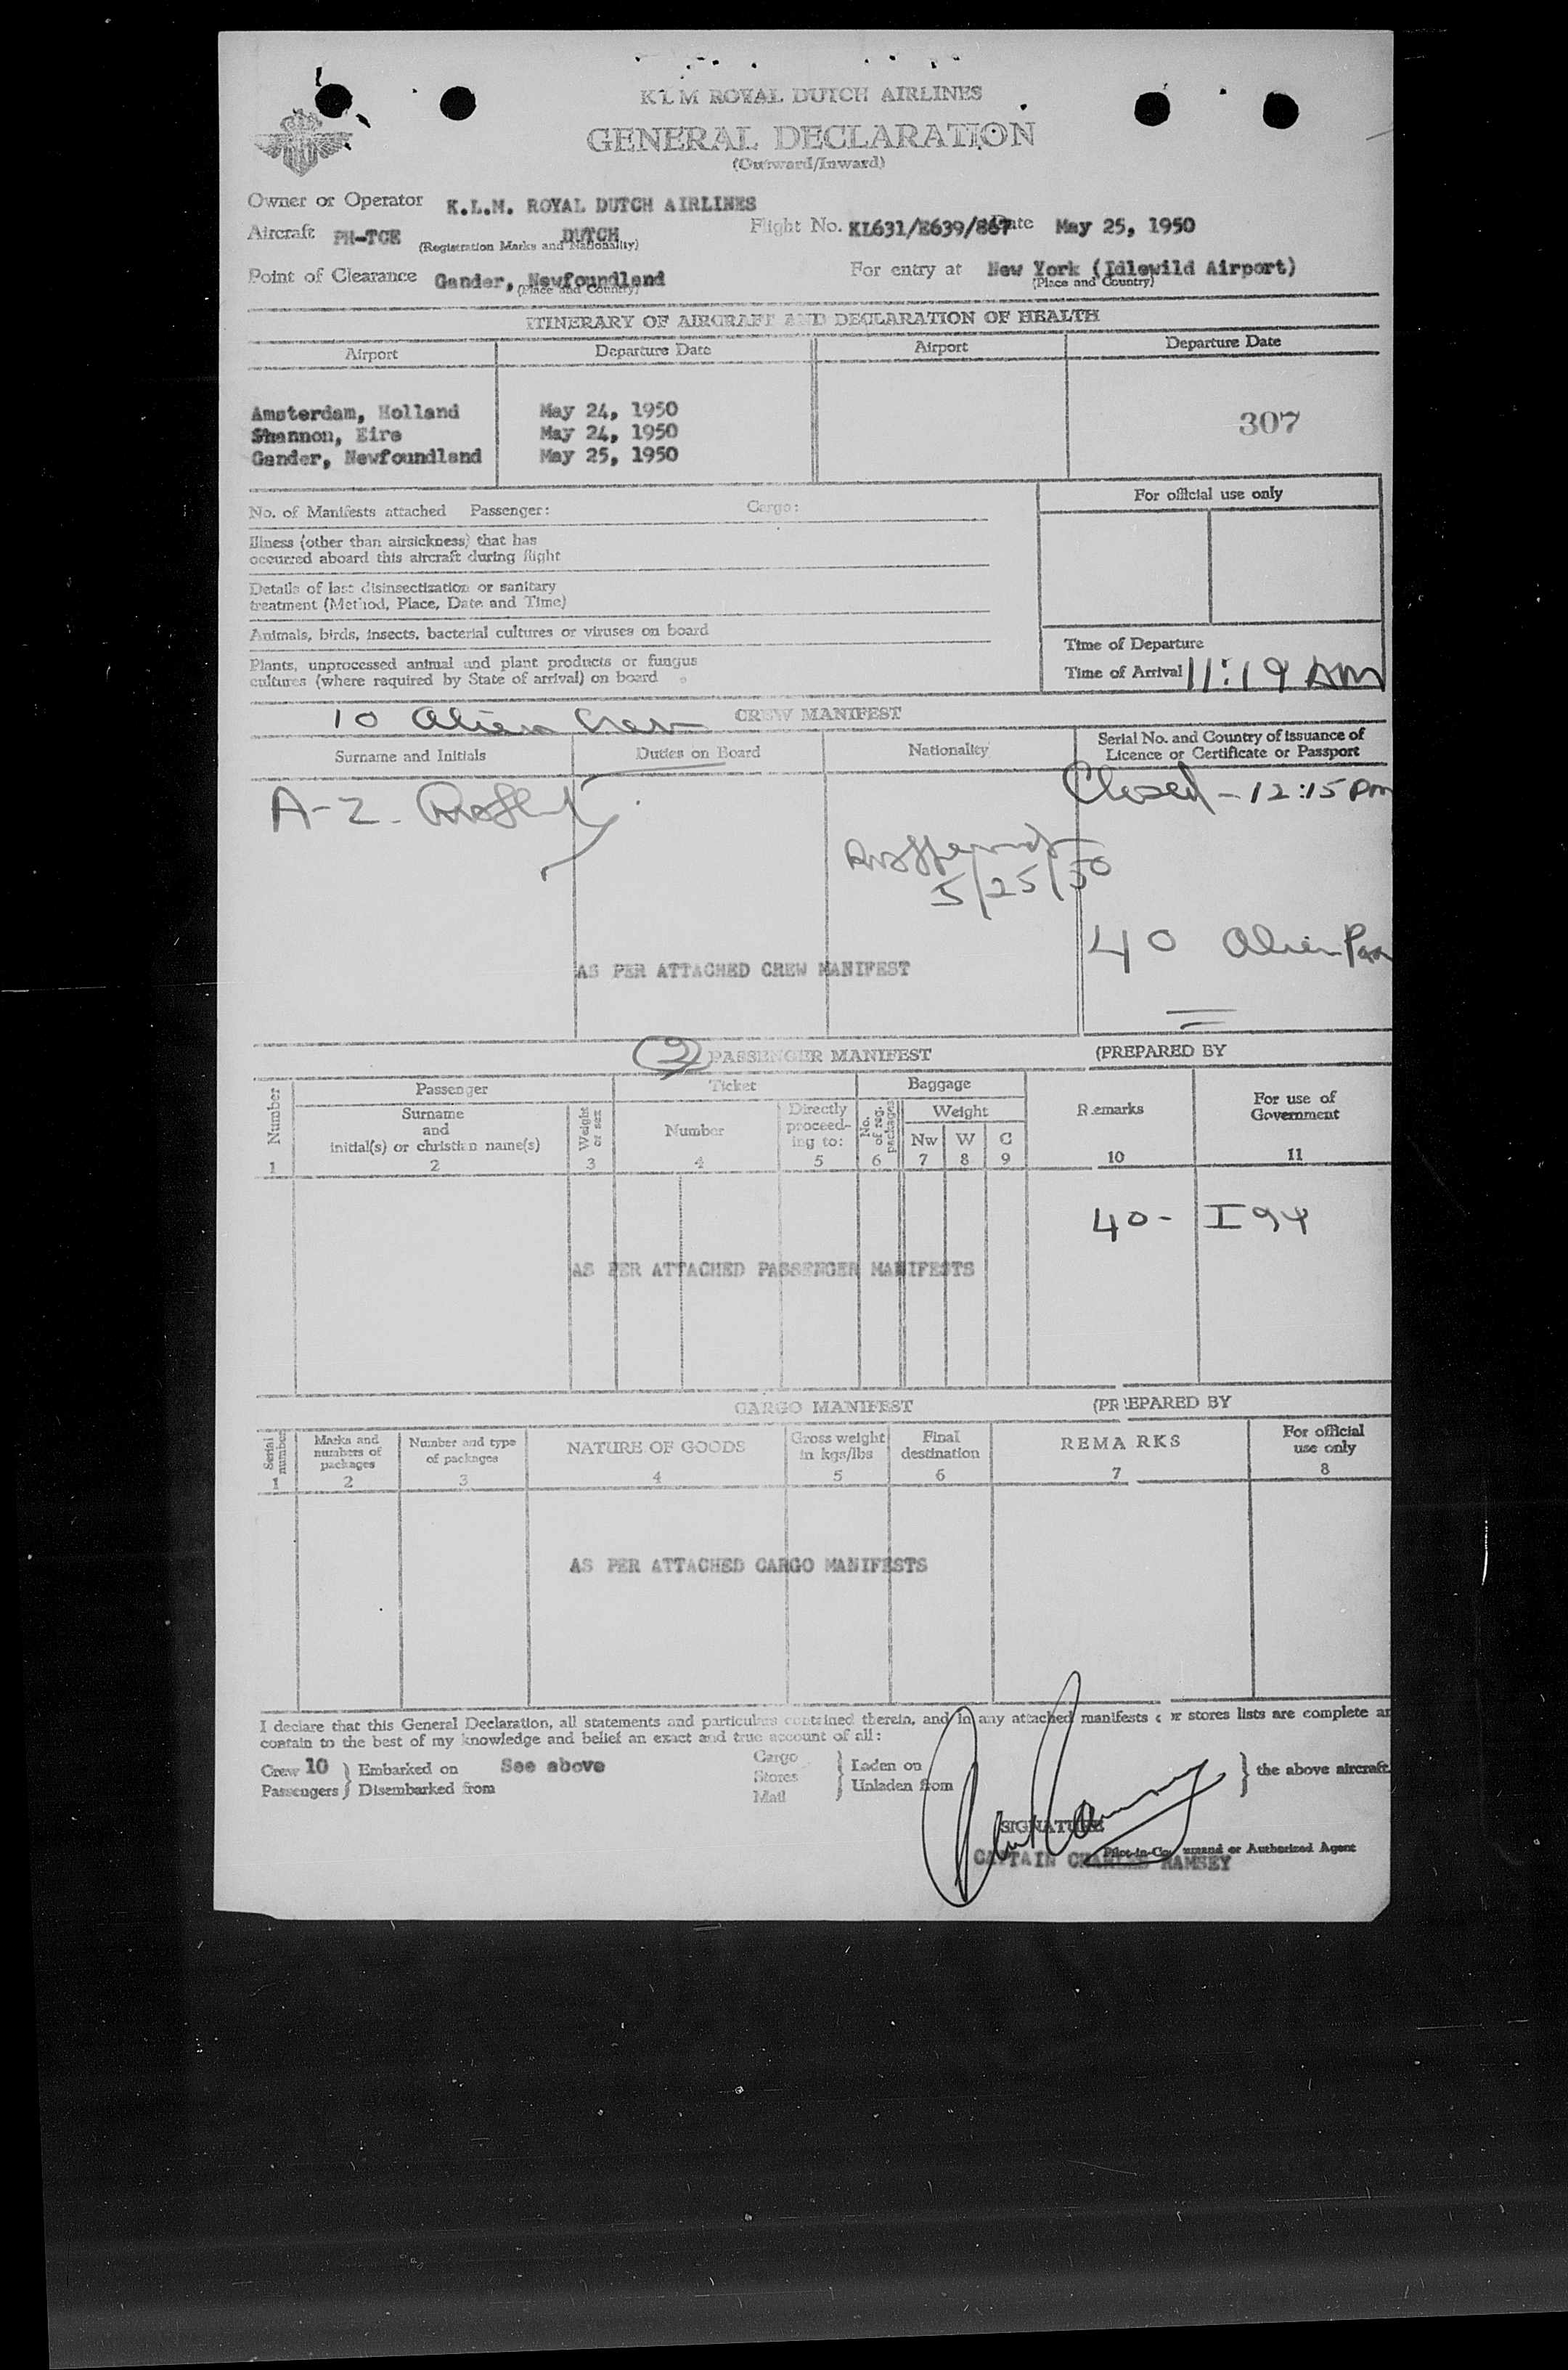 K L M ROYAL DUTCH AIRLINES
GENERAL DECLARATION
(Outward/Inward)
Owner or Operator K.L.M. ROYAL DUTCH AIRLINES
Aircraft PH-TCE DUTCH Flight No. KL631/E639/867 Date May 25, 1950
(Registration Marks and Nationality)
Point of Clearance Gander, Newfoundland For entry at New York (Idlewild Airport)
(Place and Country) (Place and Country)
ITINERARY OF AIRCRAFT AND DECLARATION OF HEALTH
Airport Departure Date Airport Departure Date
Amsterdam, Holland May 24, 1950
307
Shannon, Eire May 24, 1950
Gander, Newfoundland May 25, 1950
For official use only
No. of Manifests attached Passenger: Cargo:
Illness (other than airsickness) that has
occurred aboard this aircraft during flight
Details of last disinsectization or sanitary
treatment (Method, Place, Date and Time)
Animals, birds, insects, bacterial cultures or viruses on board
Plants, unprocessed animal and plant products or fungus
cultures (where required by State of arrival) on board
Time of Departure
Time of Arrival 11:19 AM
10 Alien Crew CREW MANIFEST
Surname and Initials Duties on Board Nationality Serial No. and Country of issuance of
Licence or Certificate or Passport
Closed - 12:15 PM
A-2-
5/25/50
40 Alien Pax
AS PER ATTACHED CREW MANIFEST
(2) PASSENGER MANIFEST (PREPARED BY
Number Passenger Ticket Baggage Remarks For use of
Government
Surname
and
initial(s) or christian name(s)
Weight
or sex
Number
Directly
proceed-
ing to:
No.
of reg.
packages
Weight
Nw W C
1 2 3 4 5 6 7 8 9 10 11
40- I94
AS PER ATTACHED PASSENGER MANIFESTS
CARGO MANIFEST (PREPARED BY
Serial
number
Marks and
numbers of
packages
Number and type
of packages
NATURE OF GOODS
Gross weight
in kgs/lbs
Final
destination
REMARKS
For official
use only
1 2 3 4 5 6 7 8
AS PER ATTACHED CARGO MANIFESTS
I declare that this General Declaration, all statements and particulars contained therein, and in any attached manifests or stores lists are complete an
contain to the best of my knowledge and belief an exact and true account of all:
Crew 10 } Embarked on See above Cargo } Laden on } the above aircraft.
Passengers } Disembarked from Stores } Unladen from
Mail
SIGNATURE
Pilot-in-Command or Authorized Agent
CAPTAIN CHARLES RAMSEY